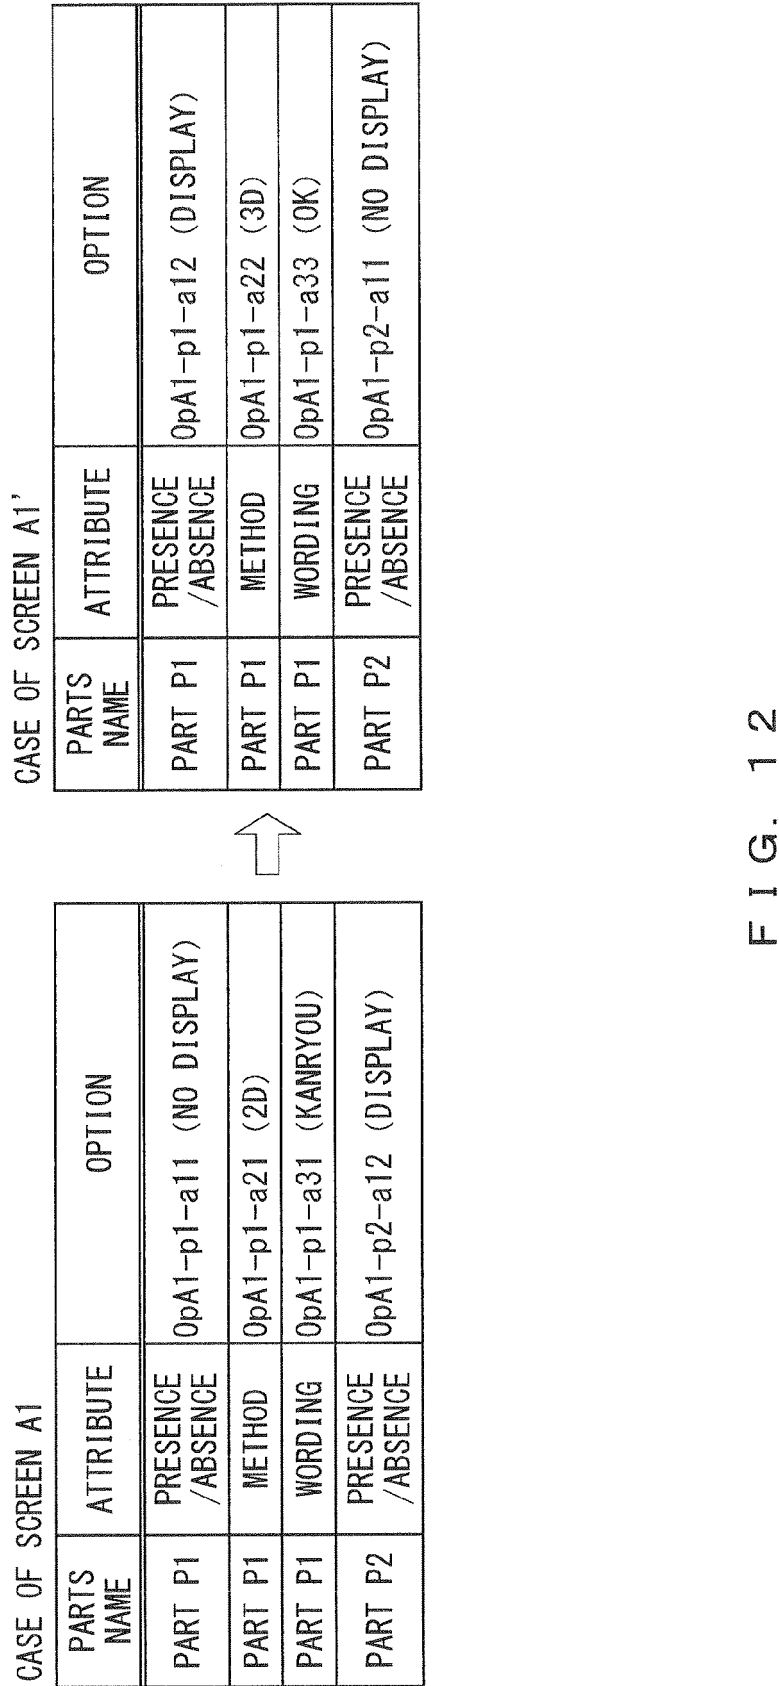 CASE OF SCREEN A1
PARTS NAME ATTRIBUTE OPTION
PART P1 PRESENCE /ABSENCE OpA1-p1-a11 (NO DISPLAY)
PART P1 METHOD OpA1-p1-a21 (2D)
PART P1 WORDING OpA1-p1-a31 (KANRYOU)
PART P2 PRESENCE /ABSENCE OpA1-p2-a12 (DISPLAY)
CASE OF SCREEN A1'
PARTS NAME ATTRIBUTE OPTION
PART P1 PRESENCE /ABSENCE OpA1-p1-a12 (DISPLAY)
PART P1 METHOD OpA1-p1-a22 (3D)
PART P1 WORDING OpA1-p1-a33 (OK)
PART P2 PRESENCE /ABSENCE OpA1-p2-a11 (NO DISPLAY)
FIG. 12